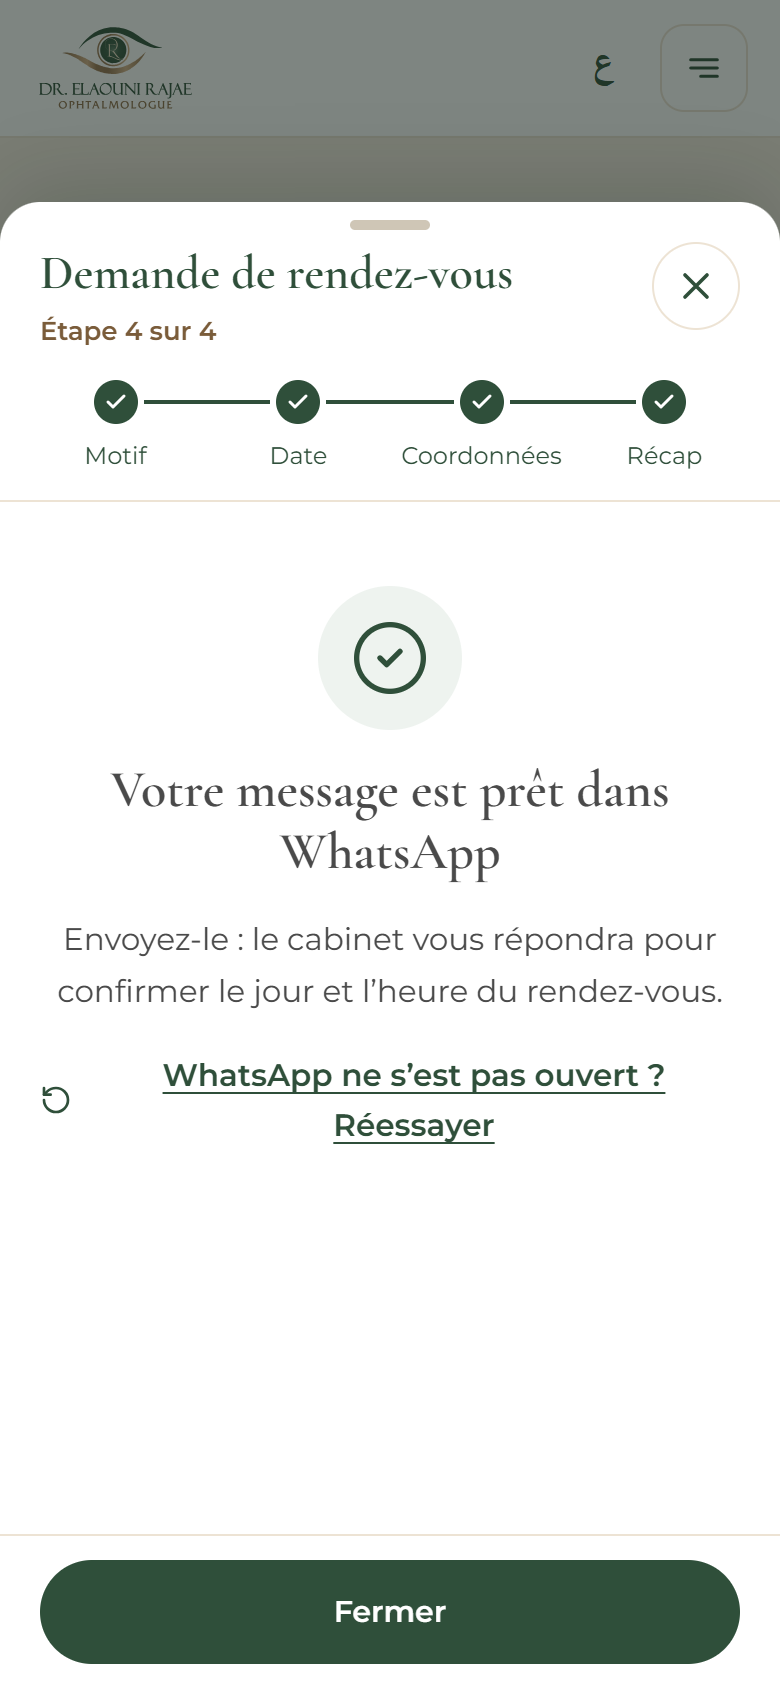 DR. ELAOUNI RAJAE
OPHTALMOLOGUE
ع
Demande de rendez-vous
Étape 4 sur 4
Motif
Date
Coordonnées
Récap
Votre message est prêt dans
WhatsApp
Envoyez-le : le cabinet vous répondra pour
confirmer le jour et l’heure du rendez-vous.
WhatsApp ne s’est pas ouvert ?
Réessayer
Fermer